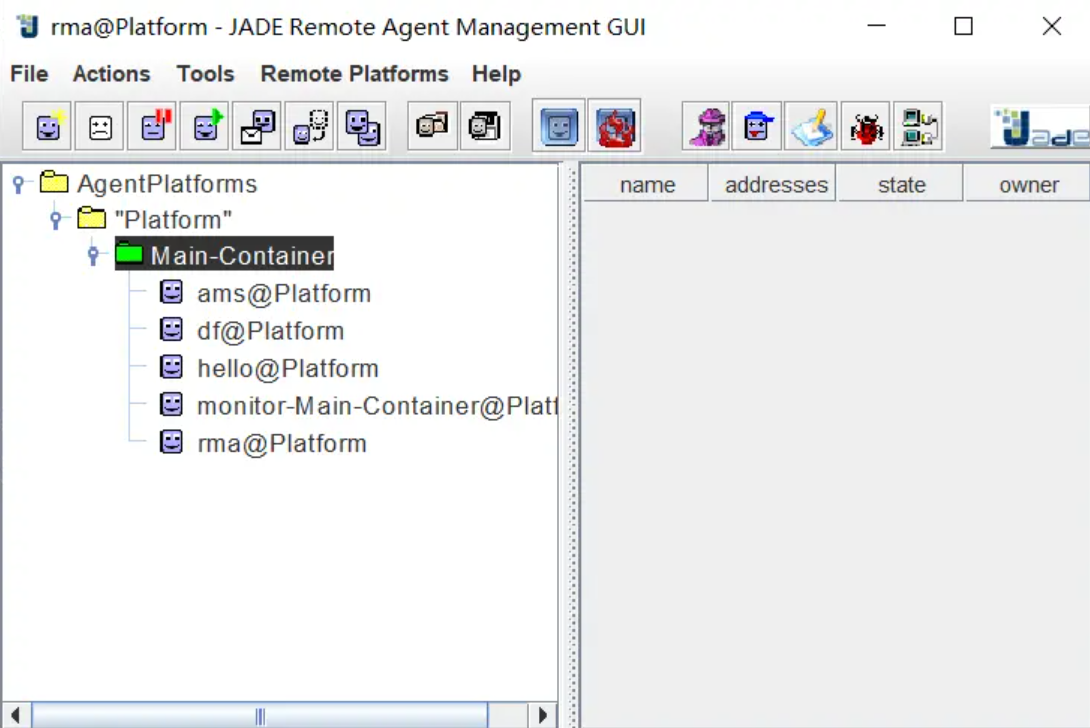 rma@Platform - JADE Remote Agent Management GUI
File Actions Tools Remote Platforms Help
Jade
AgentPlatforms
"Platform"
Main-Container
ams@Platform
df@Platform
hello@Platform
monitor-Main-Container@Platf
rma@Platform
name addresses state owner